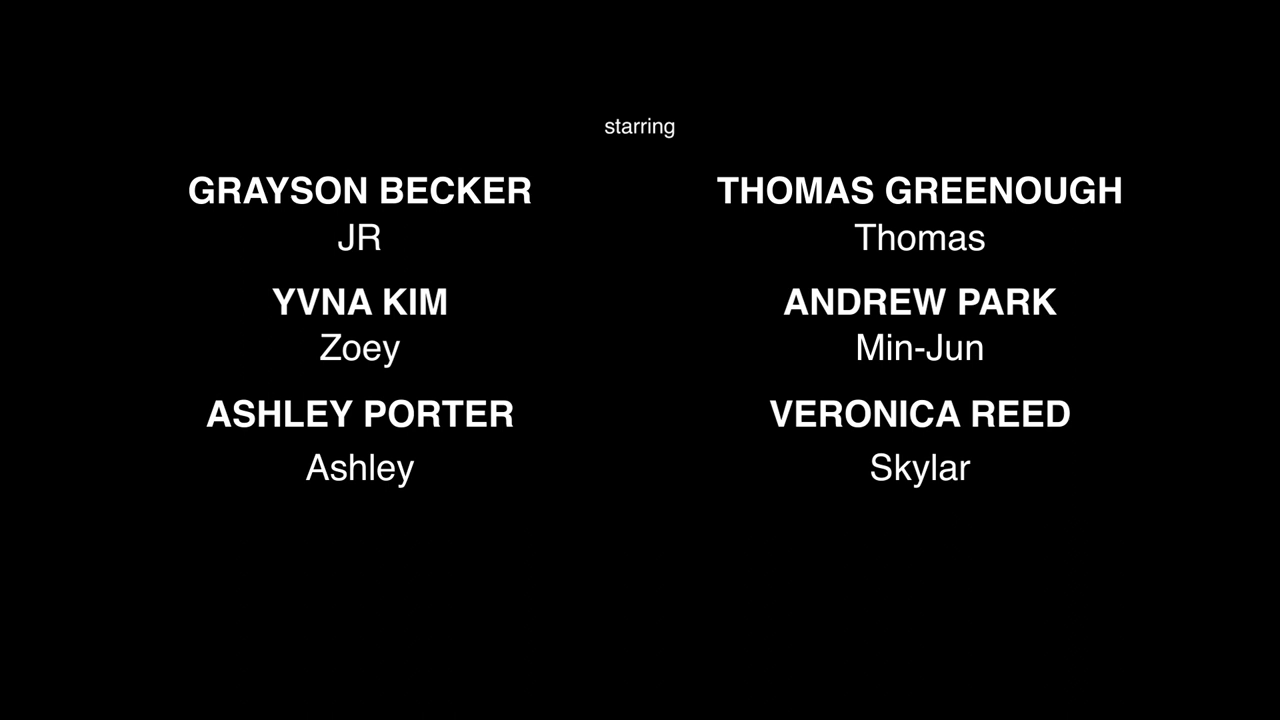 starring
GRAYSON BECKER
JR
THOMAS GREENOUGH
Thomas
YVNA KIM
Zoey
ANDREW PARK
Min-Jun
ASHLEY PORTER
Ashley
VERONICA REED
Skylar